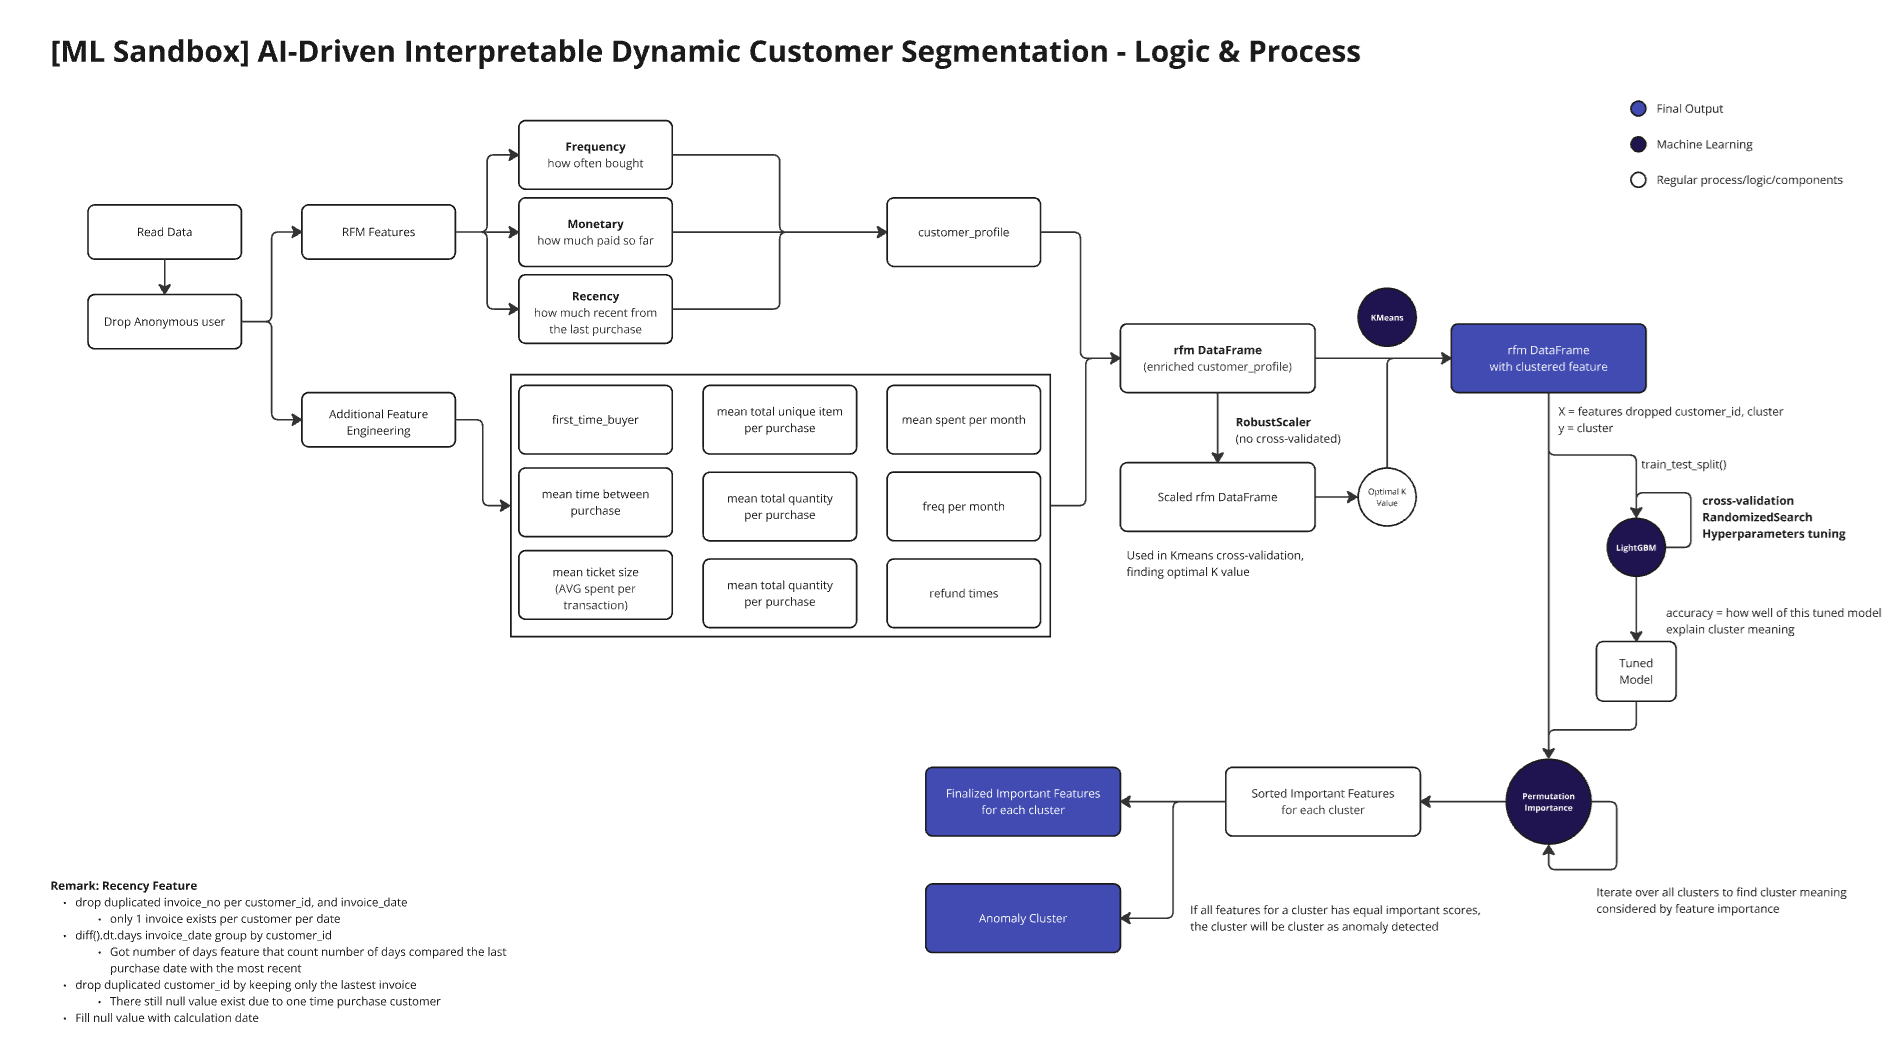 [ML Sandbox] AI-Driven Interpretable Dynamic Customer Segmentation - Logic & Process
Final Output
Machine Learning
Regular process/logic/components
Read Data
Drop Anonymous user
RFM Features
Additional Feature
Engineering
Frequency
how often bought
Monetary
how much paid so far
Recency
how much recent from
the last purchase
customer_profile
first_time_buyer
mean total unique item
per purchase
mean spent per month
mean time between
purchase
mean total quantity
per purchase
freq per month
mean ticket size
(AVG spent per
transaction)
mean total quantity
per purchase
refund times
rfm DataFrame
(enriched customer_profile)
RobustScaler
(no cross-validated)
Scaled rfm DataFrame
Used in Kmeans cross-validation,
finding optimal K value
KMeans
Optimal K
Value
rfm DataFrame
with clustered feature
X = features dropped customer_id, cluster
y = cluster
train_test_split()
cross-validation
RandomizedSearch
Hyperparameters tuning
LightGBM
accuracy = how well of this tuned model
explain cluster meaning
Tuned
Model
Permutation
Importance
Iterate over all clusters to find cluster meaning
considered by feature importance
Sorted Important Features
for each cluster
Finalized Important Features
for each cluster
Anomaly Cluster
If all features for a cluster has equal important scores,
the cluster will be cluster as anomaly detected
Remark: Recency Feature
• drop duplicated invoice_no per customer_id, and invoice_date
• only 1 invoice exists per customer per date
• diff().dt.days invoice_date group by customer_id
• Got number of days feature that count number of days compared the last
purchase date with the most recent
• drop duplicated customer_id by keeping only the lastest invoice
• There still null value exist due to one time purchase customer
• Fill null value with calculation date